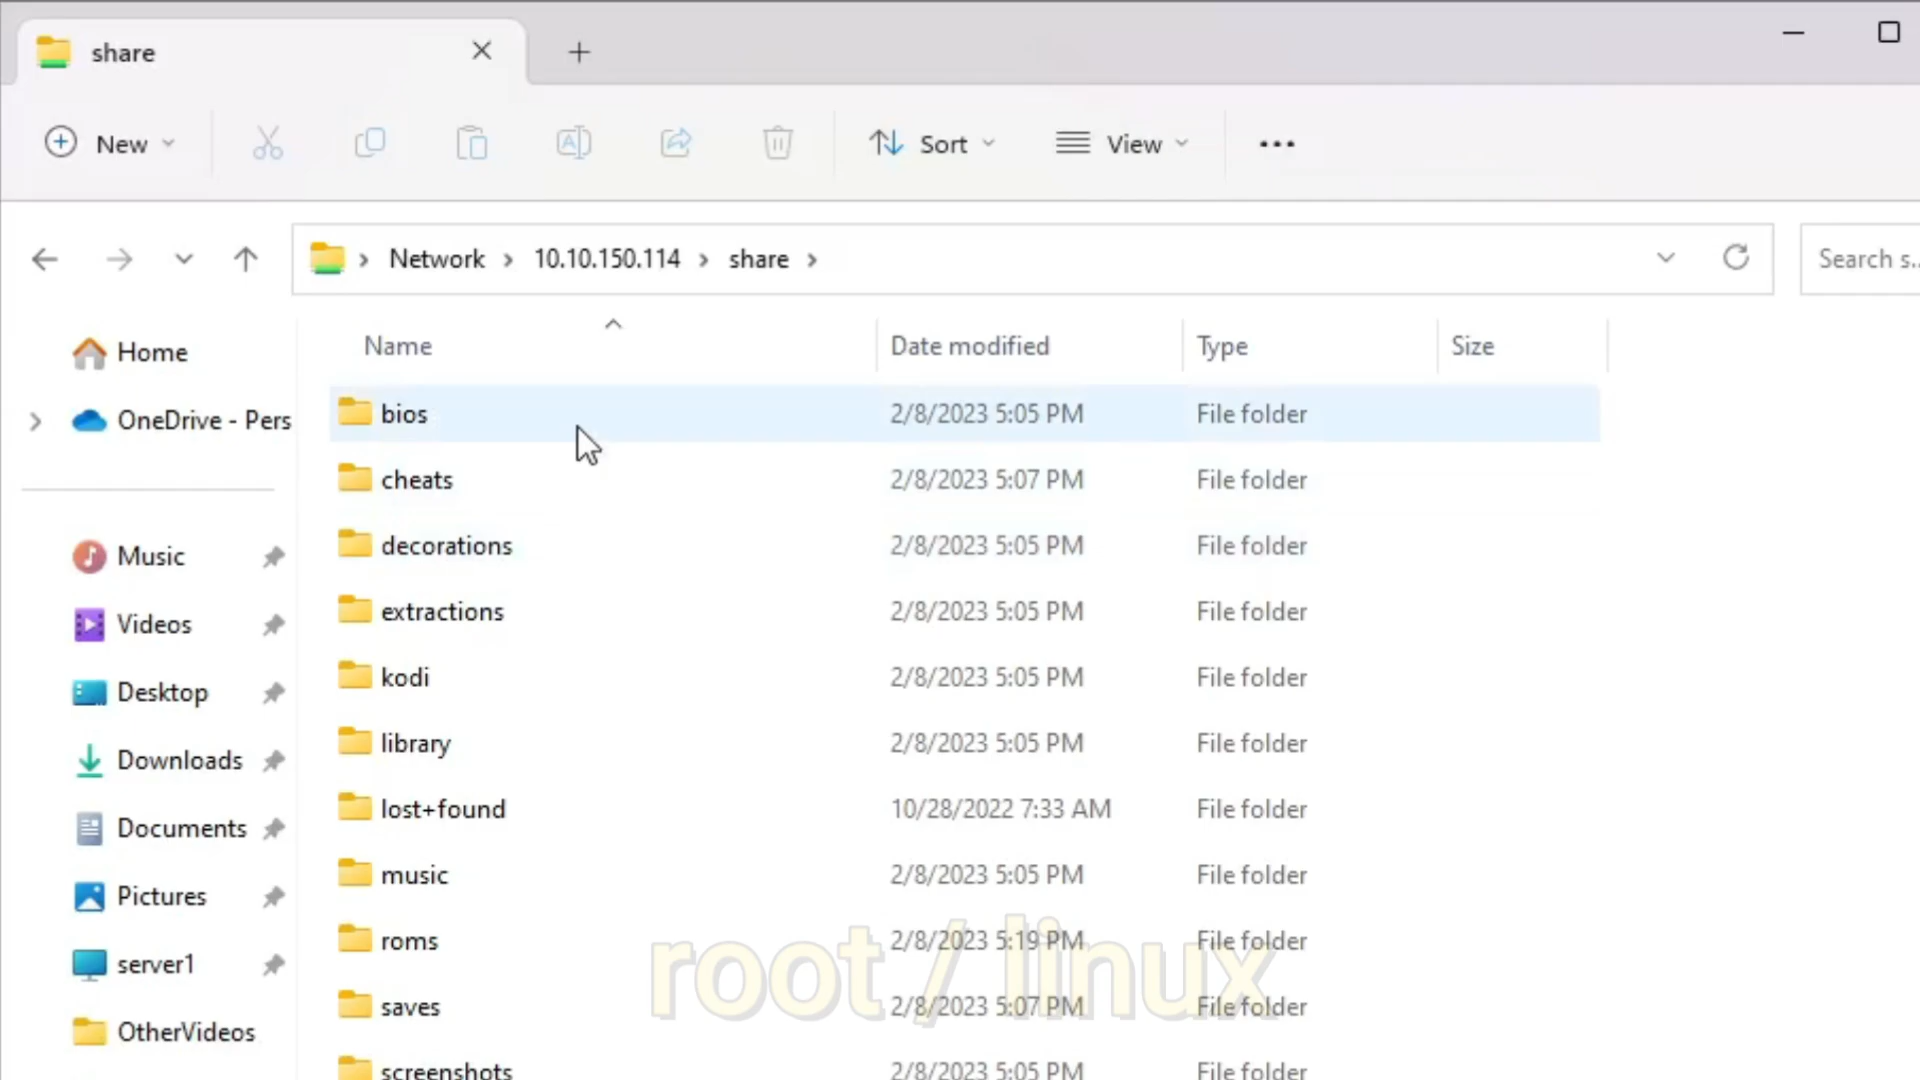 share
New
Sort
View
Network
10.10.150.114
share
Search s..
Name
Date modified
Type
Size
Home
OneDrive - Pers
Music
Videos
Desktop
Downloads
Documents
Pictures
server1
OtherVideos
bios 2/8/2023 5:05 PM File folder
cheats 2/8/2023 5:07 PM File folder
decorations 2/8/2023 5:05 PM File folder
extractions 2/8/2023 5:05 PM File folder
kodi 2/8/2023 5:05 PM File folder
library 2/8/2023 5:05 PM File folder
lost+found 10/28/2022 7:33 AM File folder
music 2/8/2023 5:05 PM File folder
roms 2/8/2023 5:19 PM File folder
saves 2/8/2023 5:07 PM File folder
screenshots 2/8/2023 5:05 PM File folder
root / linux